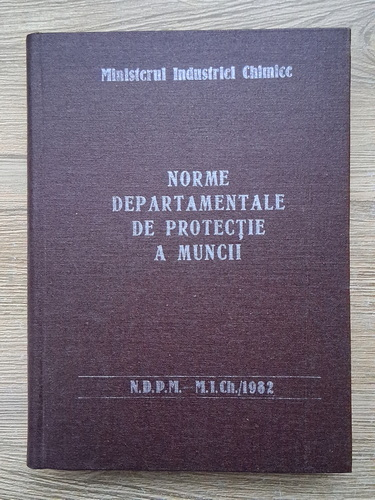 Ministerul Industriei Chimice
NORME
DEPARTAMENTALE
DE PROTECȚIE
A MUNCII
N.D.P.M. - M.I.Ch./1982